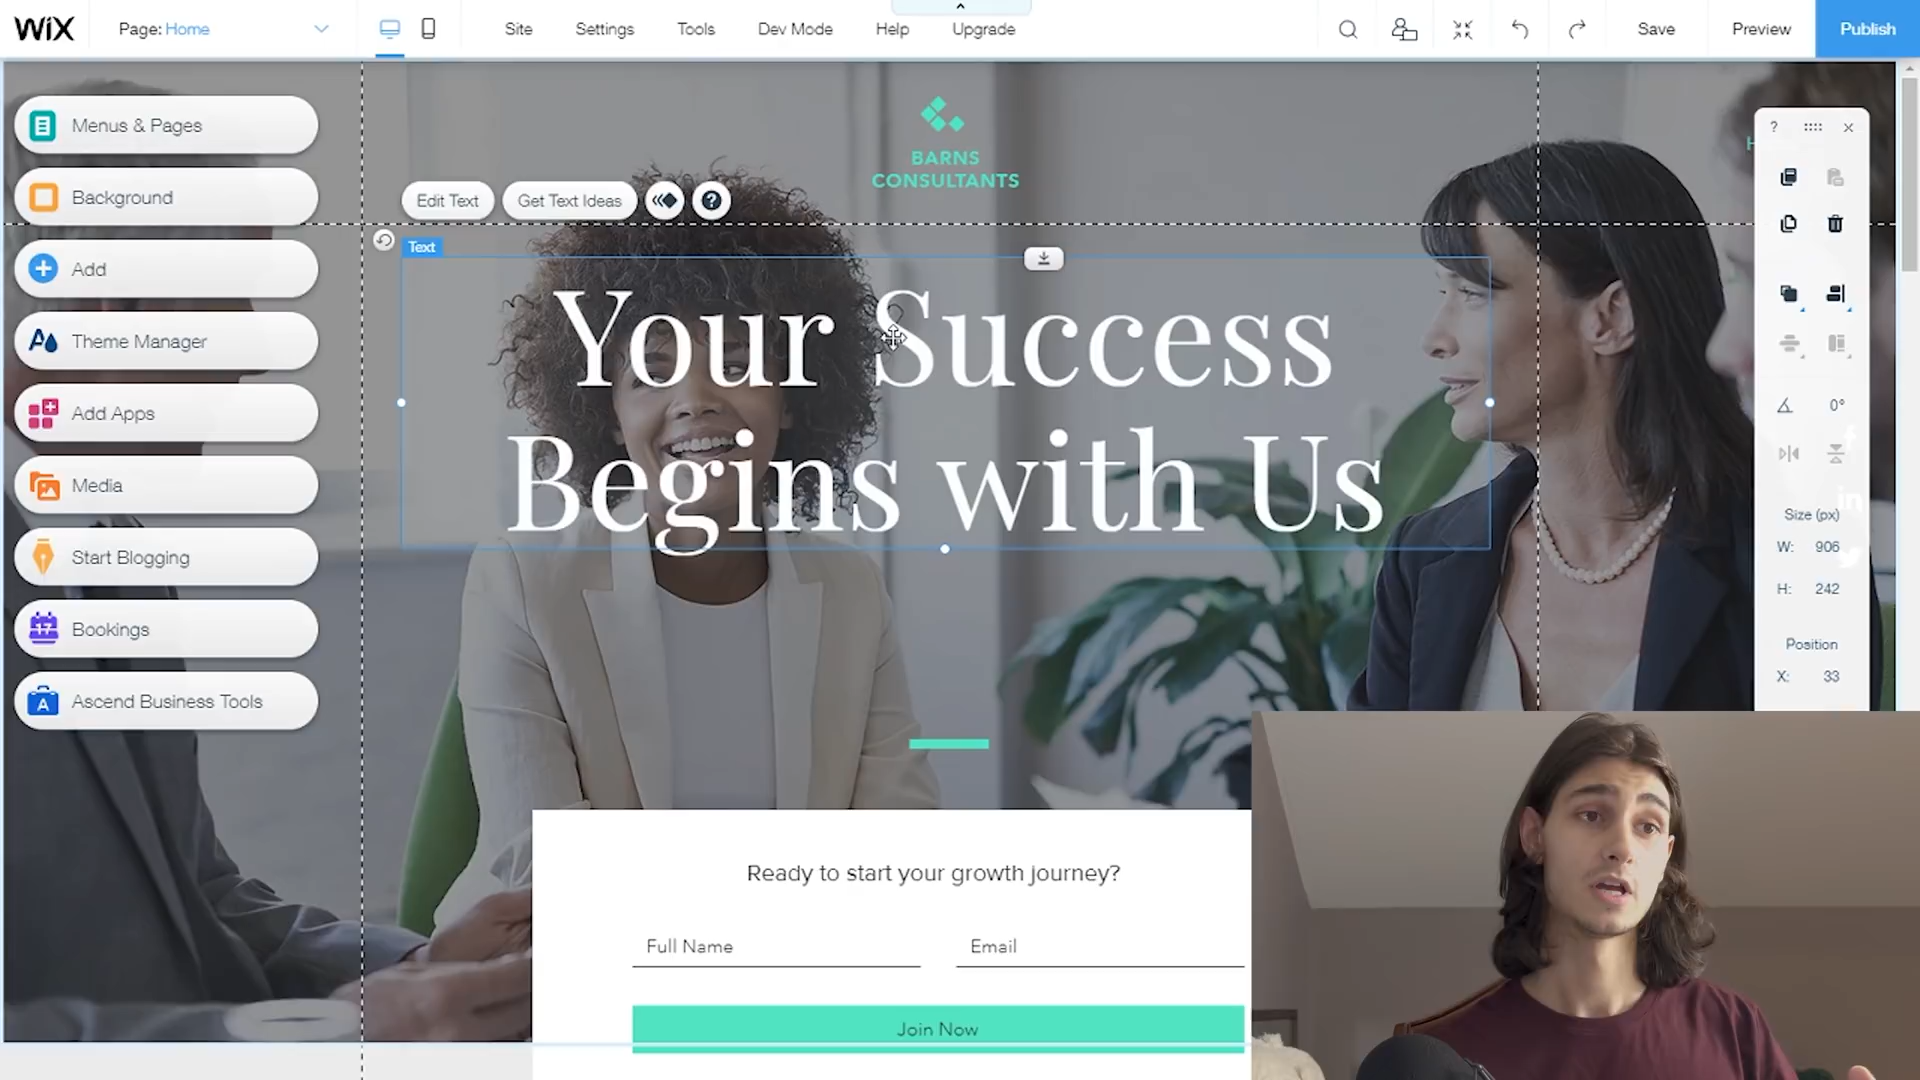 WiX
Page: Home
Site
Settings
Tools
Dev Mode
Help
Upgrade
Save
Preview
Publish
Menus & Pages
Background
Add
Theme Manager
Add Apps
Media
Start Blogging
17
Bookings
A
Ascend Business Tools
BARNS
CONSULTANTS
H
Edit Text
Get Text Ideas
?
Text
Your Success
Begins with Us
?
0°
f
in
Size (px)
W: 906
H: 242
Position
X: 33
Ready to start your growth journey?
Full Name
Email
Join Now